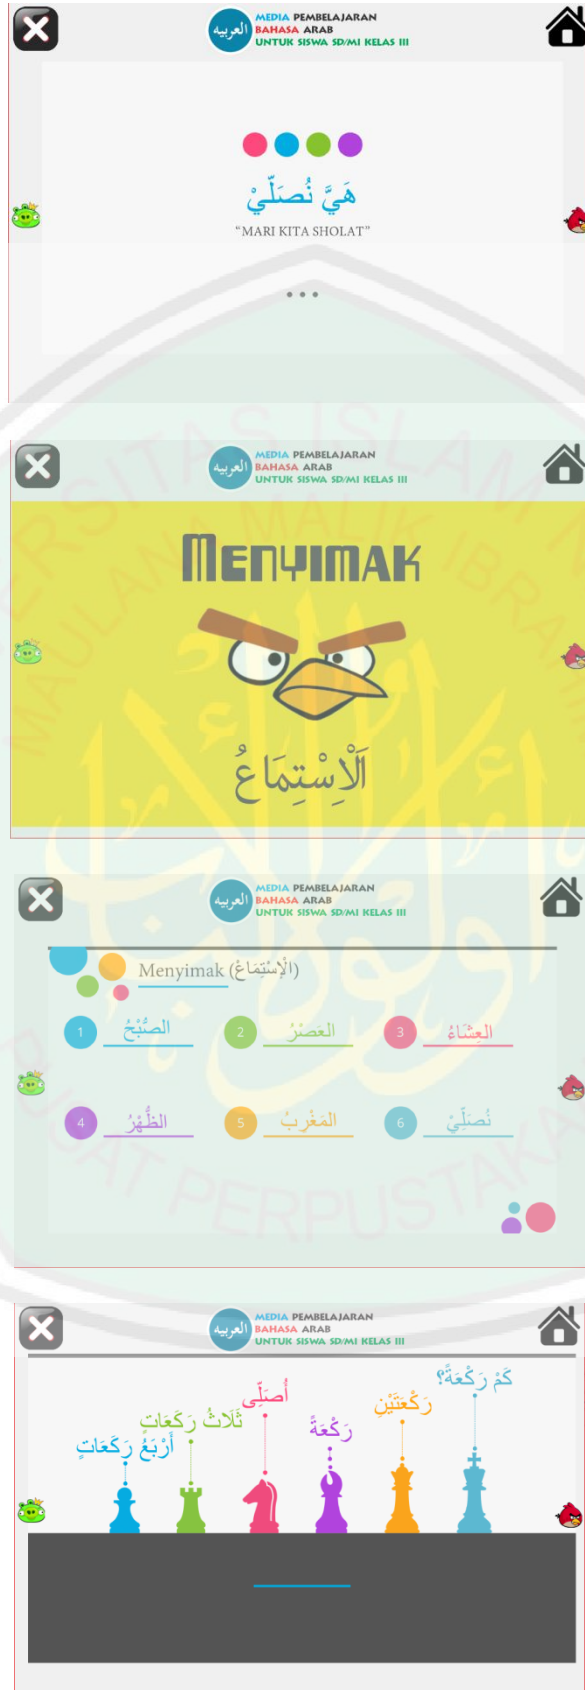 العربيه
MEDIA PEMBELAJARAN
BAHASA ARAB
UNTUK SISWA SD/MI KELAS III
هَيَّ نُصَلّيْ
“MARI KITA SHOLAT”
العربيه
MEDIA PEMBELAJARAN
BAHASA ARAB
UNTUK SISWA SD/MI KELAS III
MENYIMAK
اَلْاِسْتِمَاعُ
العربيه
MEDIA PEMBELAJARAN
BAHASA ARAB
UNTUK SISWA SD/MI KELAS III
Menyimak (الْاِسْتِمَاعُ)
1 الصُّبْحُ 2 العَصْرُ 3 العِشَاءُ
4 الظُّهْرُ 5 المَغْرِبُ 6 نُصَلِّيْ
العربيه
MEDIA PEMBELAJARAN
BAHASA ARAB
UNTUK SISWA SD/MI KELAS III
كَمْ رَكْعَةً؟
رَكْعَتَيْنِ
رَكْعَةً
أُصَلِّى
ثَلَاثُ رَكَعَاتٍ
أَرْبَعُ رَكَعَاتٍ
PUSAT PERPUSTAKA